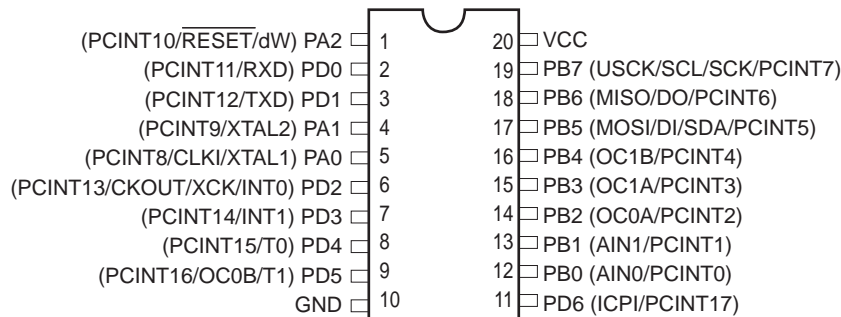 (PCINT10/RESET/dW) PA2 1 20 VCC
(PCINT11/RXD) PD0 2 19 PB7 (USCK/SCL/SCK/PCINT7)
(PCINT12/TXD) PD1 3 18 PB6 (MISO/DO/PCINT6)
(PCINT9/XTAL2) PA1 4 17 PB5 (MOSI/DI/SDA/PCINT5)
(PCINT8/CLKI/XTAL1) PA0 5 16 PB4 (OC1B/PCINT4)
(PCINT13/CKOUT/XCK/INT0) PD2 6 15 PB3 (OC1A/PCINT3)
(PCINT14/INT1) PD3 7 14 PB2 (OC0A/PCINT2)
(PCINT15/T0) PD4 8 13 PB1 (AIN1/PCINT1)
(PCINT16/OC0B/T1) PD5 9 12 PB0 (AIN0/PCINT0)
GND 10 11 PD6 (ICPI/PCINT17)